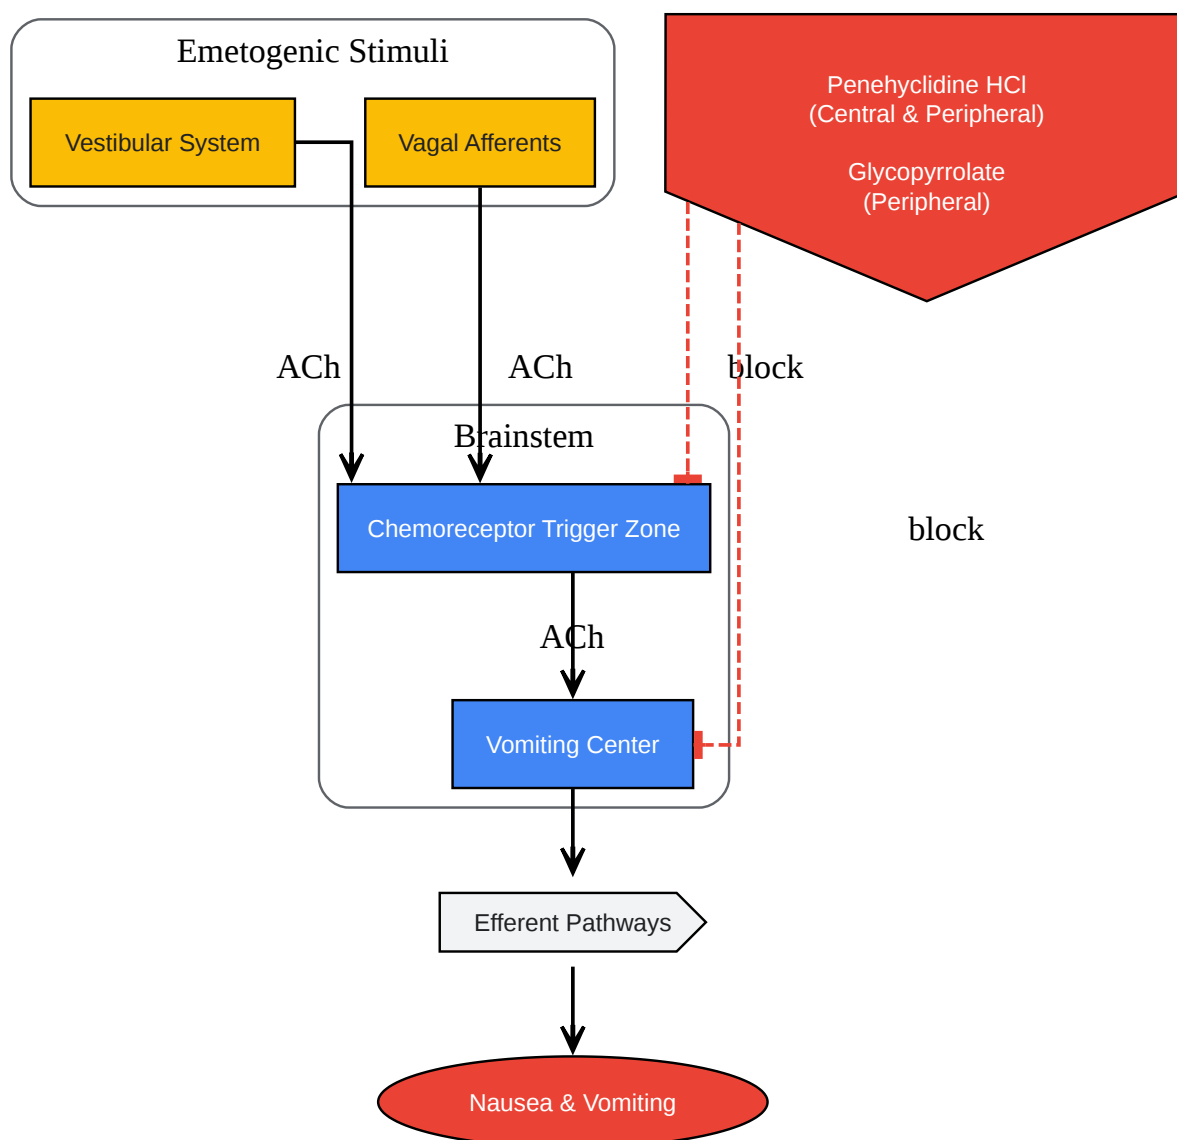 Emetogenic Stimuli
Vestibular System
Vagal Afferents
Penehyclidine HCl
(Central & Peripheral)
Glycopyrrolate
(Peripheral)
ACh
ACh
block
Brainstem
Chemoreceptor Trigger Zone
block
ACh
Vomiting Center
Efferent Pathways
Nausea & Vomiting